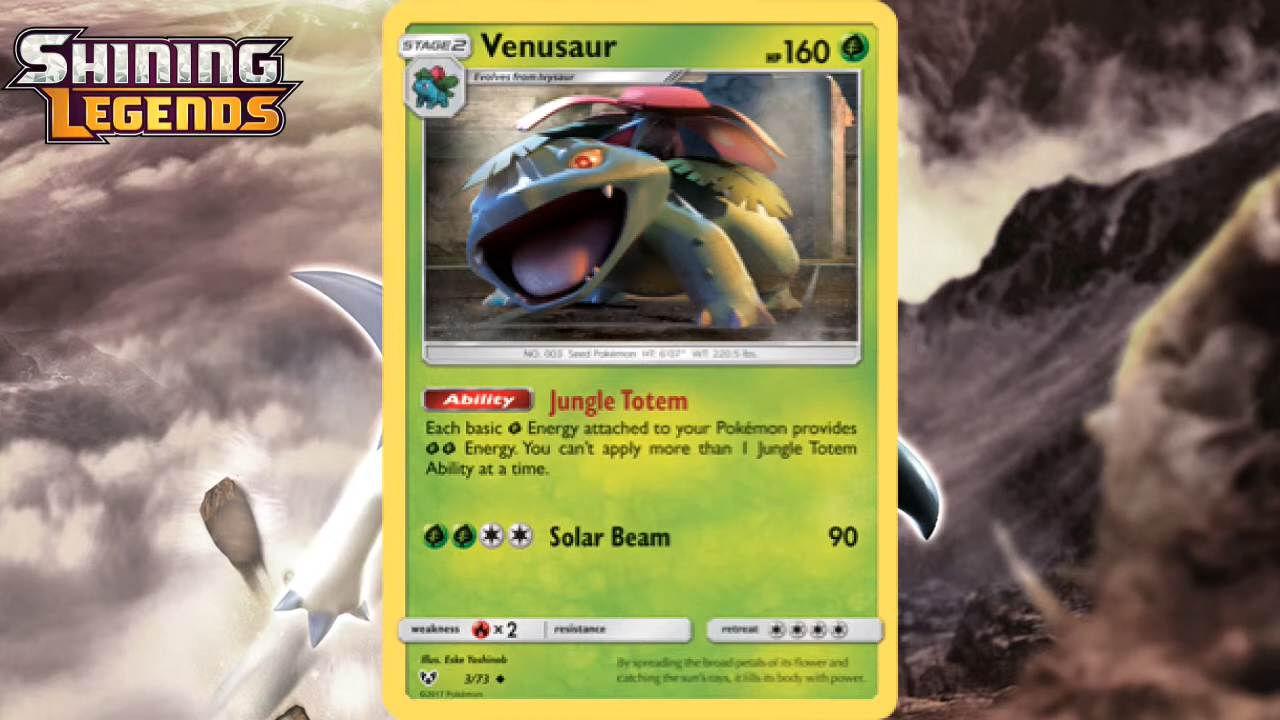 SHINING
LEGENDS
STAGE 2
Venusaur
HP 160
Evolves from Ivysaur
NO. 003 Seed Pokémon HT: 6'07" WT: 220.5 lbs.
Ability Jungle Totem
Each basic Energy attached to your Pokémon provides
Energy. You can't apply more than 1 Jungle Totem
Ability at a time.
Solar Beam 90
weakness ×2 resistance retreat
Illus. Eske Yoshinob
3/73
©2017 Pokémon
By spreading the broad petals of its flower and
catching the sun's rays, it fills its body with power.